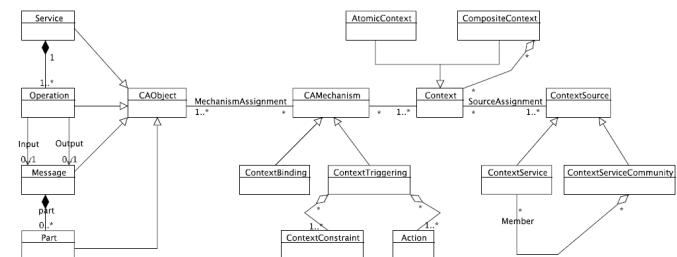 Service
AtomicContext
CompositeContext
1
*
1..*
*
Operation
CAObject
MechanismAssignment
CAMechanism
Context
SourceAssignment
ContextSource
1..*
*
*
1..*
*
1..*
Input
Output
0../1
0../1
Message
ContextBinding
ContextTriggering
ContextService
ContextServiceCommunity
part
*
*
*
*
Member
0..*
1..*
1..*
Part
ContextConstraint
Action